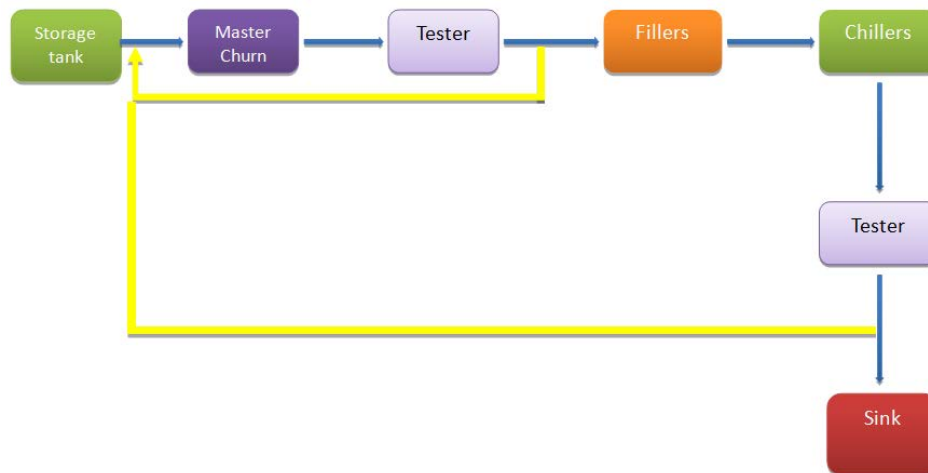 Storage
tank
Master
Churn
Tester
Fillers
Chillers
Tester
Sink